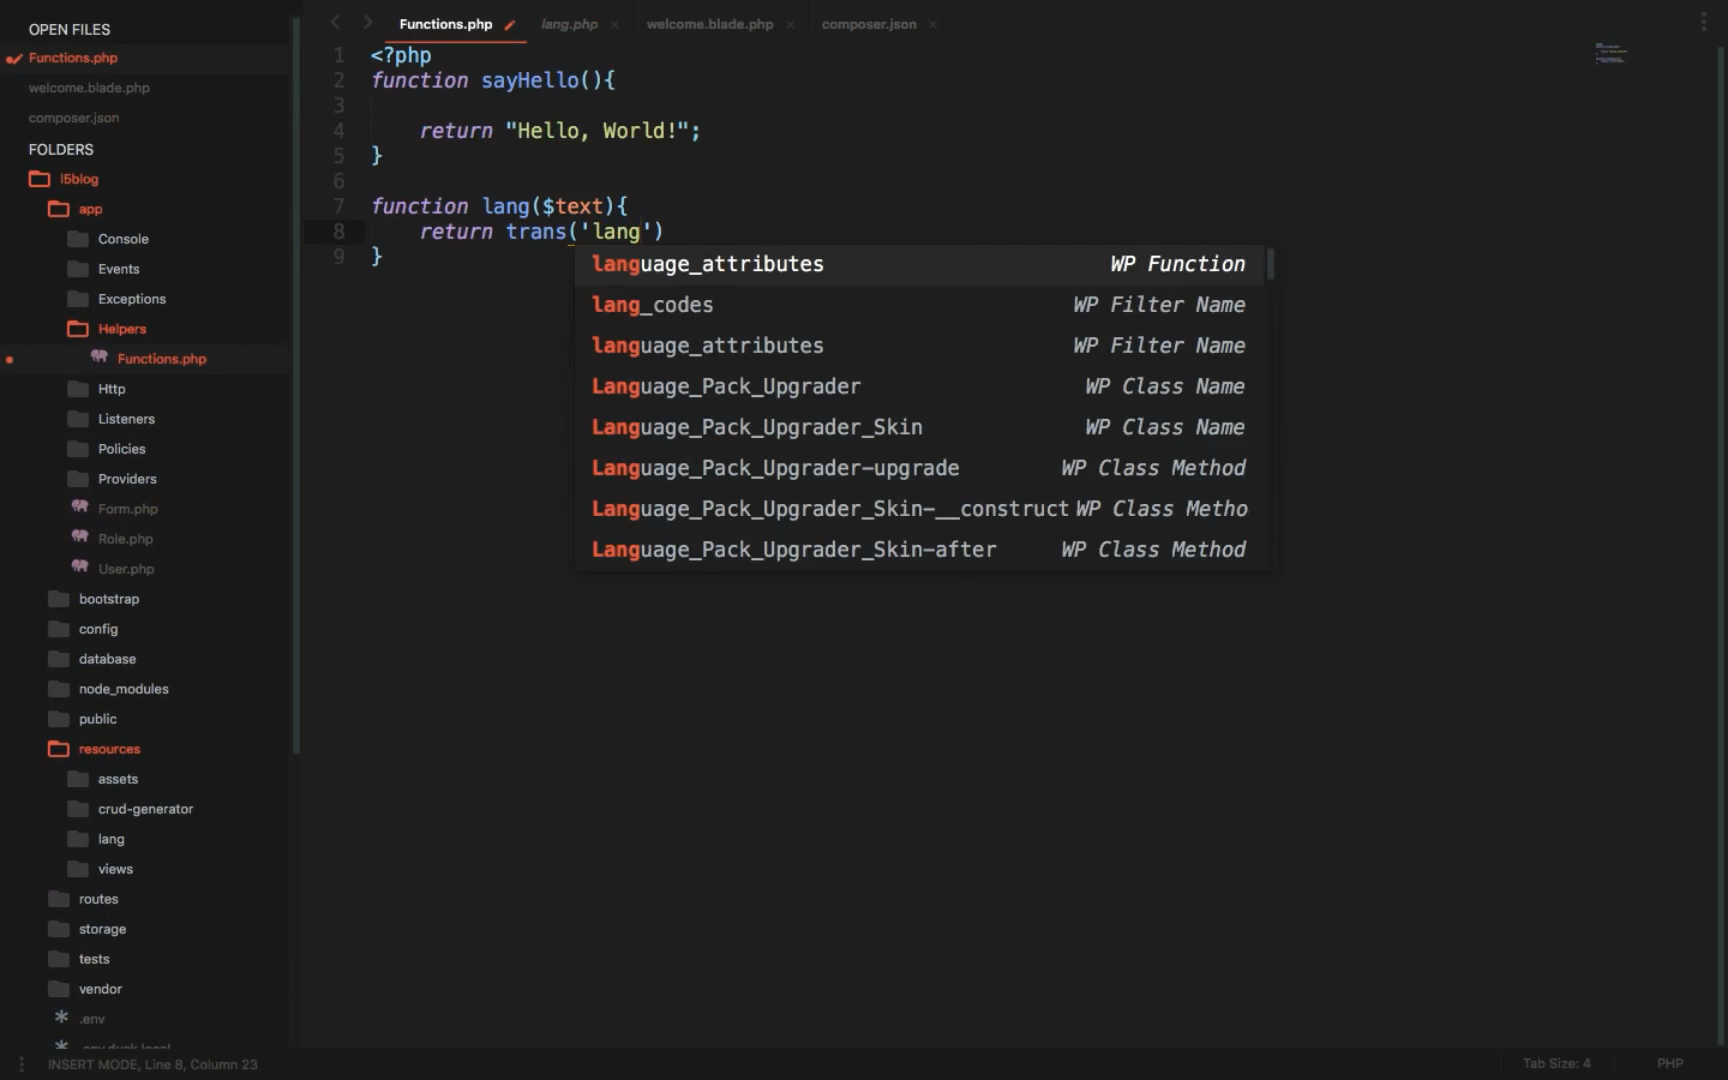 OPEN FILES
Functions.php
welcome.blade.php
composer.json
FOLDERS
l5blog
app
Console
Events
Exceptions
Helpers
Functions.php
Http
Listeners
Policies
Providers
Form.php
Role.php
User.php
bootstrap
config
database
node_modules
public
resources
assets
crud-generator
lang
views
routes
storage
tests
vendor
.env
Functions.php lang.php welcome.blade.php composer.json
1 <?php
2 function sayHello(){
3
4 return "Hello, World!";
5 }
6
7 function lang($text){
8 return trans('lang')
9 }
language_attributes WP Function
lang_codes WP Filter Name
language_attributes WP Filter Name
Language_Pack_Upgrader WP Class Name
Language_Pack_Upgrader_Skin WP Class Name
Language_Pack_Upgrader-upgrade WP Class Method
Language_Pack_Upgrader_Skin-__construct WP Class Metho
Language_Pack_Upgrader_Skin-after WP Class Method
INSERT MODE, Line 8, Column 23 Tab Size: 4 PHP